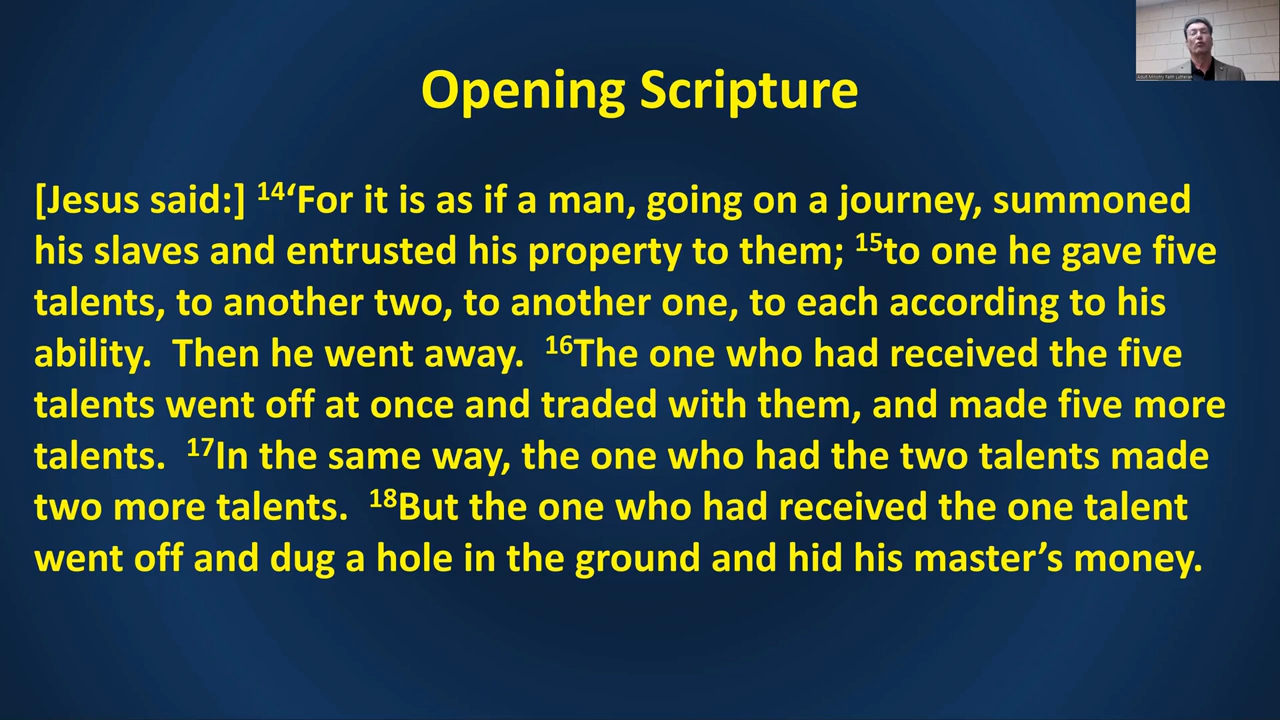 Adult Ministry Faith Lutheran
Opening Scripture
[Jesus said:] 14‘For it is as if a man, going on a journey, summoned
his slaves and entrusted his property to them; 15to one he gave five
talents, to another two, to another one, to each according to his
ability.  Then he went away.  16The one who had received the five
talents went off at once and traded with them, and made five more
talents.  17In the same way, the one who had the two talents made
two more talents.  18But the one who had received the one talent
went off and dug a hole in the ground and hid his master’s money.